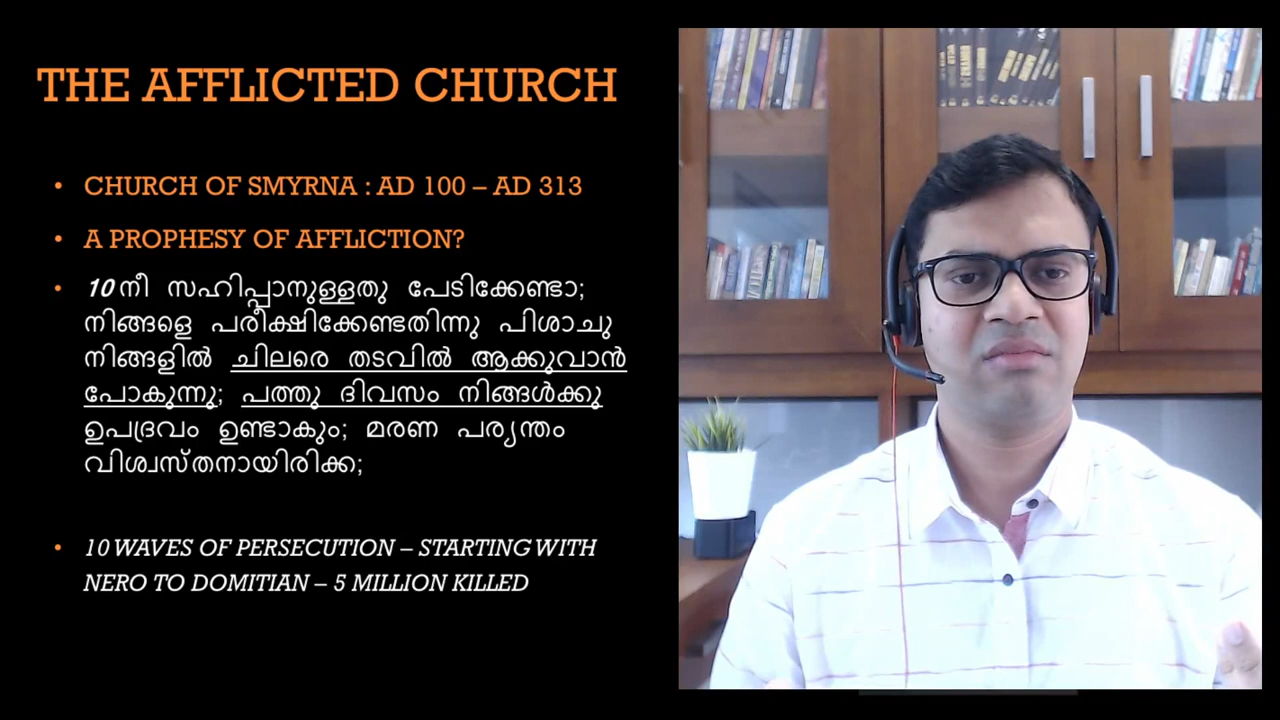 THE AFFLICTED CHURCH
• CHURCH OF SMYRNA : AD 100 – AD 313
• A PROPHESY OF AFFLICTION?
• 10 നീ സഹിപ്പാനുള്ളതു പേടിക്കേണ്ടാ;
നിങ്ങളെ പരീക്ഷിക്കേണ്ടതിന്നു പിശാചു
നിങ്ങളിൽ ചിലരെ തടവിൽ ആക്കുവാൻ
പോകുന്നു; പത്തു ദിവസം നിങ്ങൾക്കു
ഉപദ്രവം ഉണ്ടാകും; മരണ പര്യന്തം
വിശ്വസ്തനായിരിക്ക;
• 10 WAVES OF PERSECUTION – STARTING WITH
NERO TO DOMITIAN – 5 MILLION KILLED